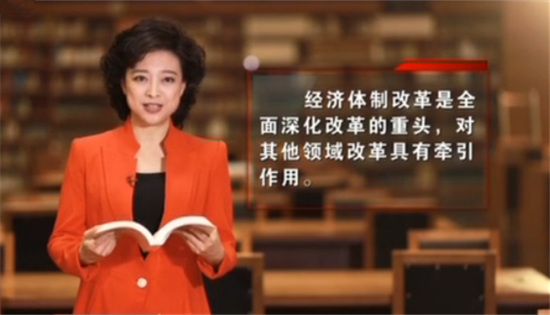 经济体制改革是全
面深化改革的重头，对
其他领域改革具有牵引
作用。